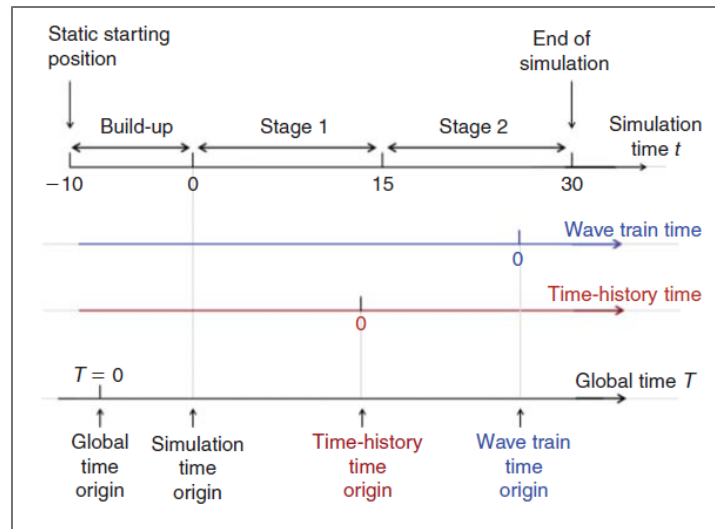 Static starting
position
End of
simulation
Build-up
Stage 1
Stage 2
Simulation
time t
−10
0
15
30
Wave train time
0
Time-history time
0
T = 0
Global time T
Global
time
origin
Simulation
time
origin
Time-history
time
origin
Wave train
time
origin